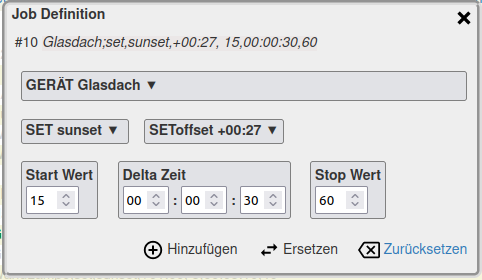 Job Definition
#10 Glasdach;set,sunset,+00:27, 15,00:00:30,60
GERÄT Glasdach ▼
SET sunset ▼ SEToffset +00:27 ▼
Start Wert Delta Zeit Stop Wert
15 00 : 00 : 30 60
Hinzufügen Ersetzen Zurücksetzen